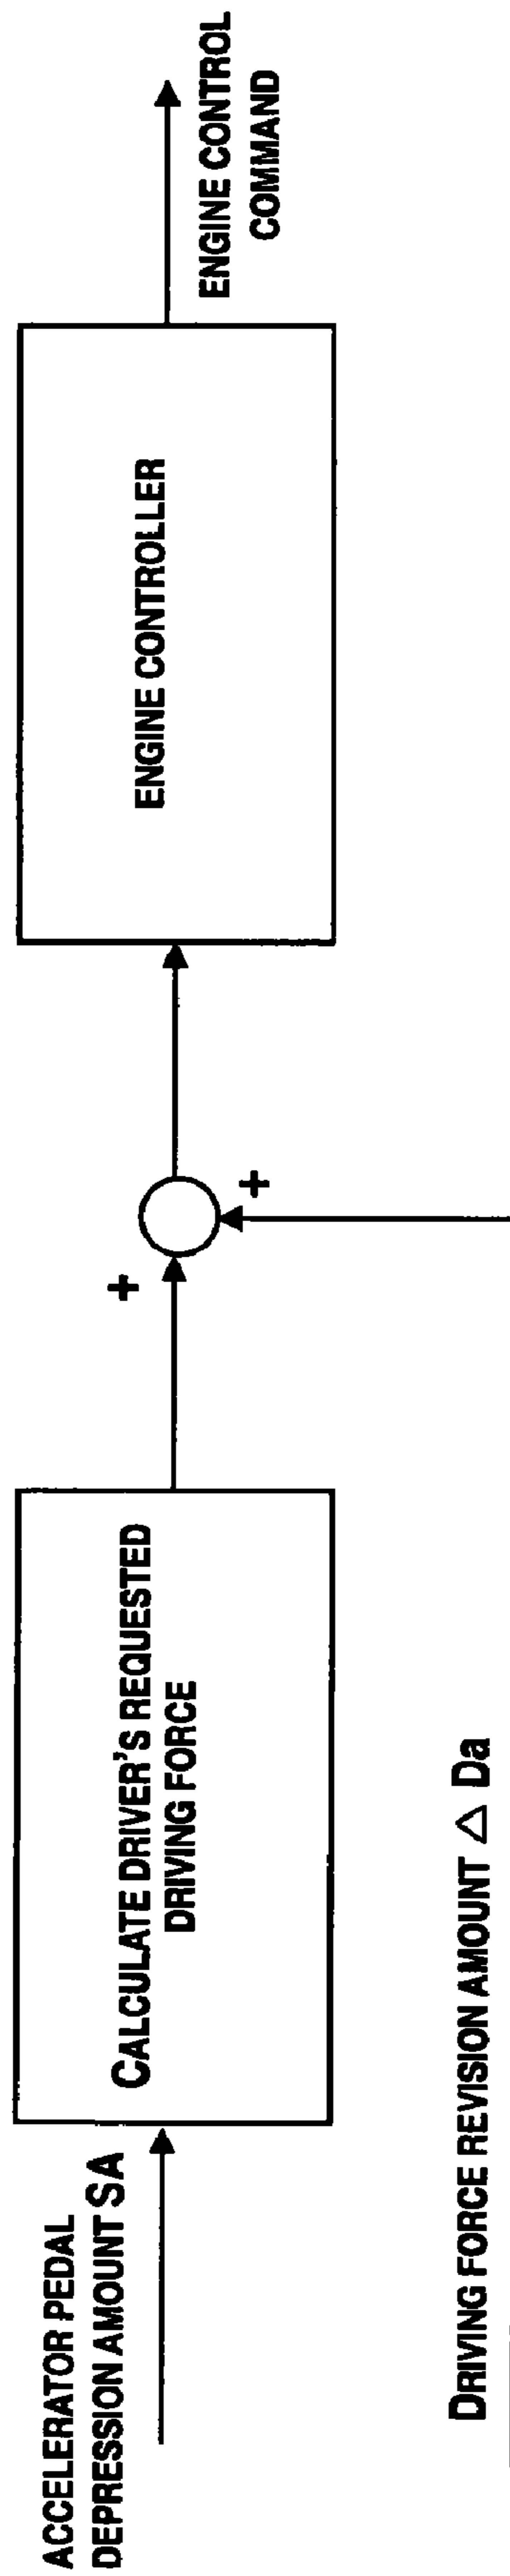 ACCELERATOR PEDAL
DEPRESSION AMOUNT SA
CALCULATE DRIVER'S REQUESTED
DRIVING FORCE
+
+
ENGINE CONTROLLER
ENGINE CONTROL
COMMAND
DRIVING FORCE REVISION AMOUNT △ Da